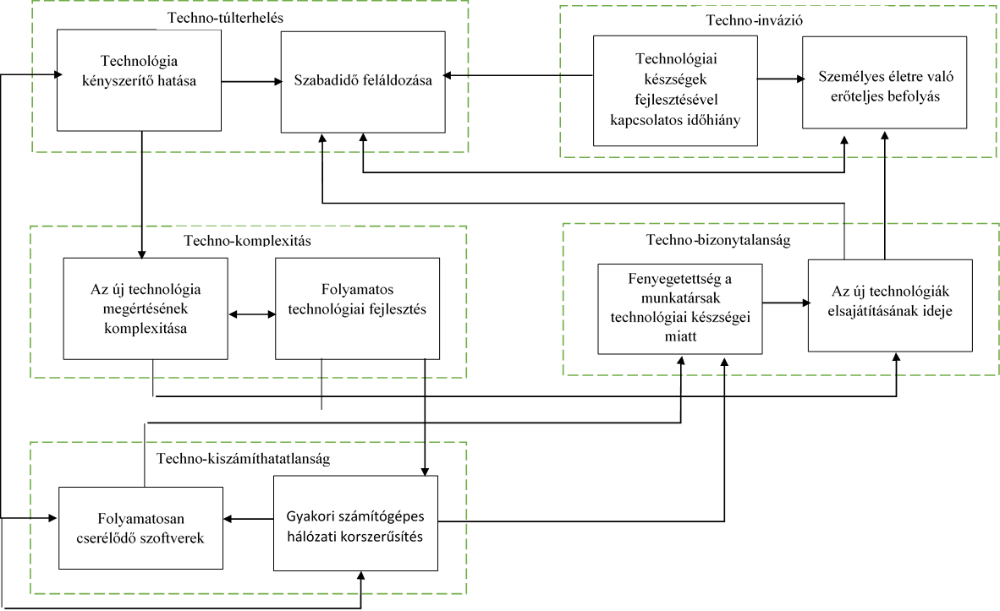 Techno-túlterhelés
Technológia
kényszerítő hatása
Szabadidő feláldozása
Techno-invázió
Technológiai
készségek
fejlesztésével
kapcsolatos időhiány
Személyes életre való
erőteljes befolyás
Techno-komplexitás
Az új technológia
megértésének
komplexitása
Folyamatos
technológiai fejlesztés
Techno-bizonytalanság
Fenyegetettség a
munkatársak
technológiai készségei
miatt
Az új technológiák
elsajátításának ideje
Techno-kiszámíthatatlanság
Folyamatosan
cserélődő szoftverek
Gyakori számítógépes
hálózati korszerűsítés